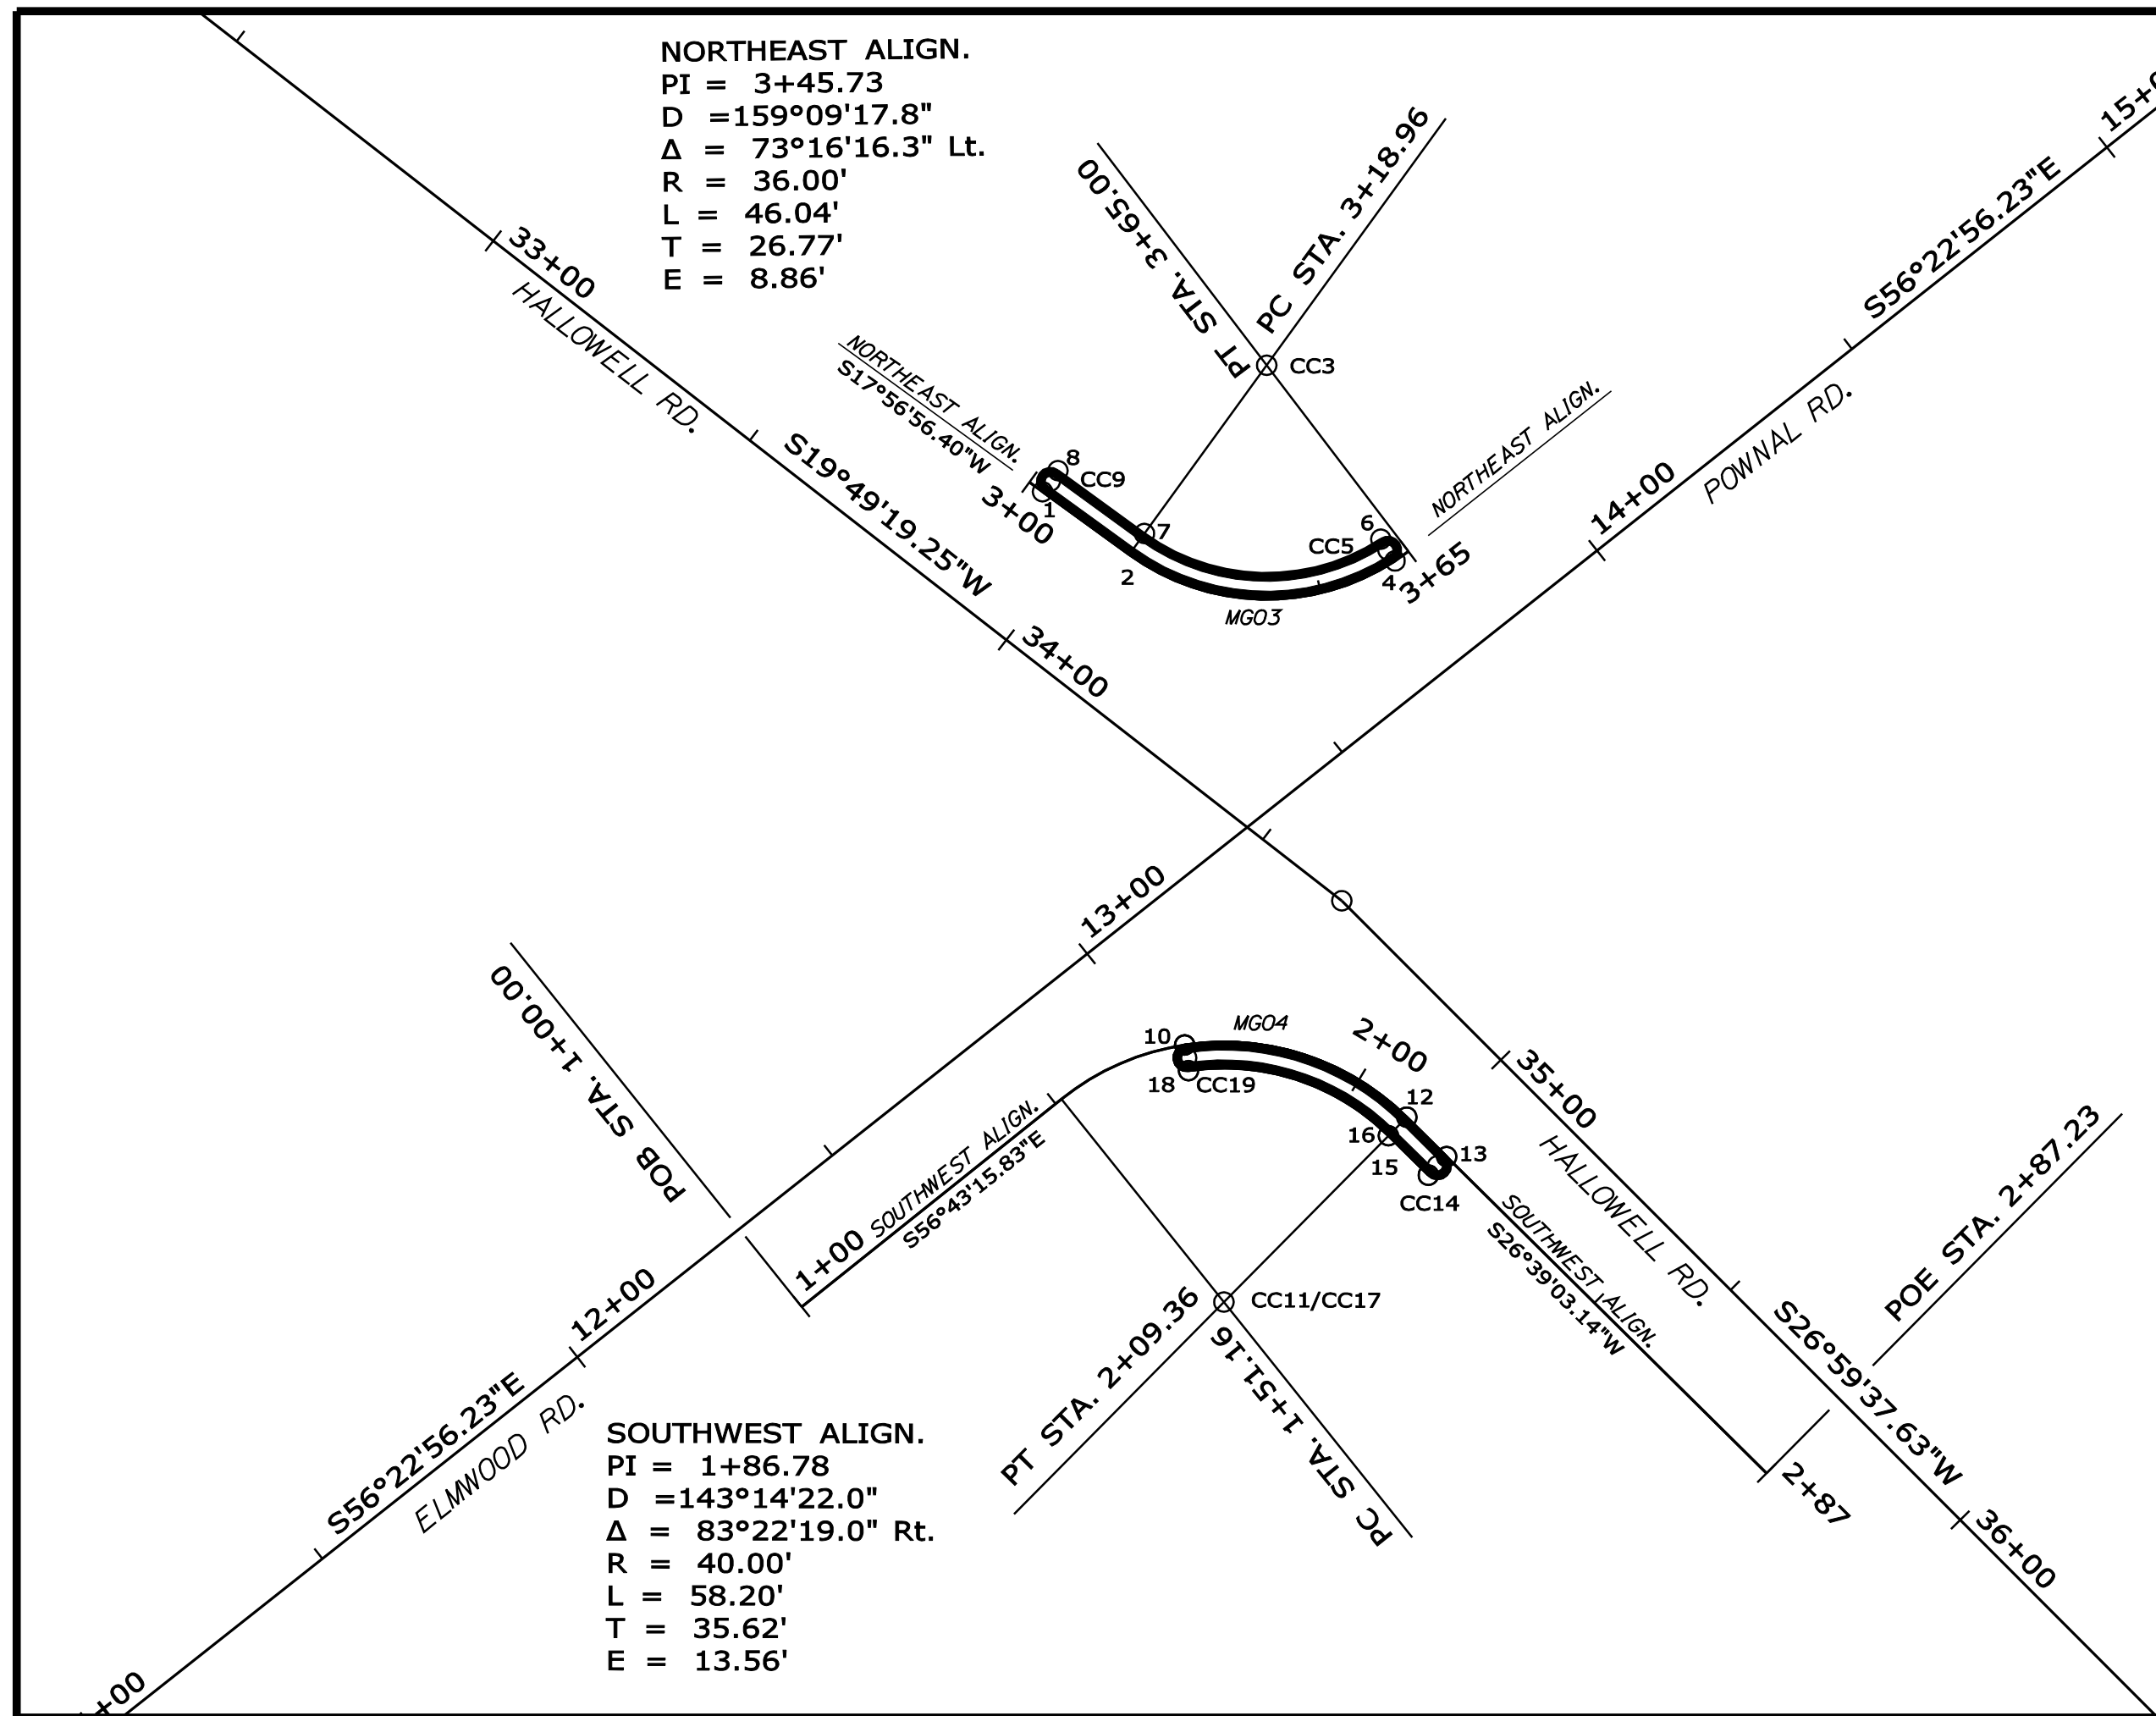 NORTHEAST ALIGN.
PI = 3+45.73
D =159°09'17.8"
Δ = 73°16'16.3" Lt.
R = 36.00'
L = 46.04'
T = 26.77'
E = 8.86'
33+00
HALLOWELL RD.
S19°49'19.25"W
34+00
NORTHEAST ALIGN.
S17°56'56.40"W
3+00
PT STA. 3+65.00
PC STA. 3+18.96
CC3
8
CC9
1
7
2
6
CC5
4
3+65
MG03
NORTHEAST ALIGN.
S56°22'56.23"E
14+00
POWNAL RD.
13+00
POB STA. 1+00.00
10
MG04
2+00
18
CC19
12
16
13
15
CC14
35+00
HALLOWELL RD.
1+00
SOUTHWEST ALIGN.
S56°43'15.83"E
SOUTHWEST ALIGN.
S26°39'03.14"W
POE STA. 2+87.23
12+00
CC11/CC17
PT STA. 2+09.36
PC STA. 1+51.16
S26°59'37.63"W
2+87
36+00
S56°22'56.23"E
ELMWOOD RD.
SOUTHWEST ALIGN.
PI = 1+86.78
D =143°14'22.0"
Δ = 83°22'19.0" Rt.
R = 40.00'
L = 58.20'
T = 35.62'
E = 13.56'
+00